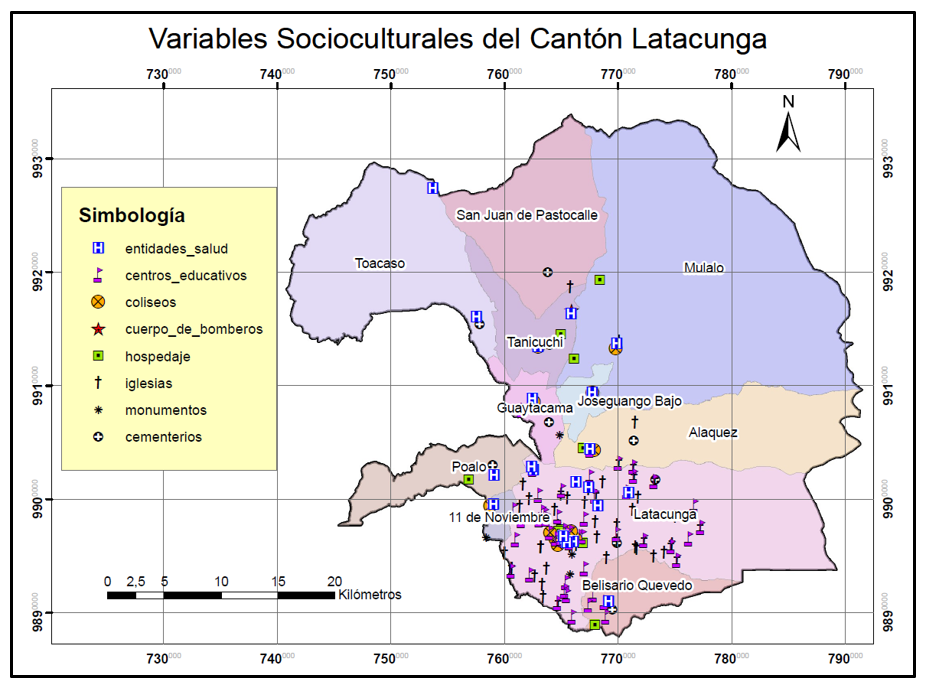 Variables Socioculturales del Cantón Latacunga
730000 740000 750000 760000 770000 780000 790000
N
9930000 9930000
Simbología
entidades_salud
centros_educativos
coliseos
cuerpo_de_bomberos
hospedaje
iglesias
monumentos
cementerios
San Juan de Pastocalle
Toacaso
Mulalo
9920000 9920000
Tanicuchi
9910000 9910000
Guaytacama
Joseguango Bajo
Alaquez
Poalo
9900000 9900000
11 de Noviembre
Latacunga
Belisario Quevedo
0 2,5 5 10 15 20
Kilómetros
9890000 9890000
730000 740000 750000 760000 770000 780000 790000